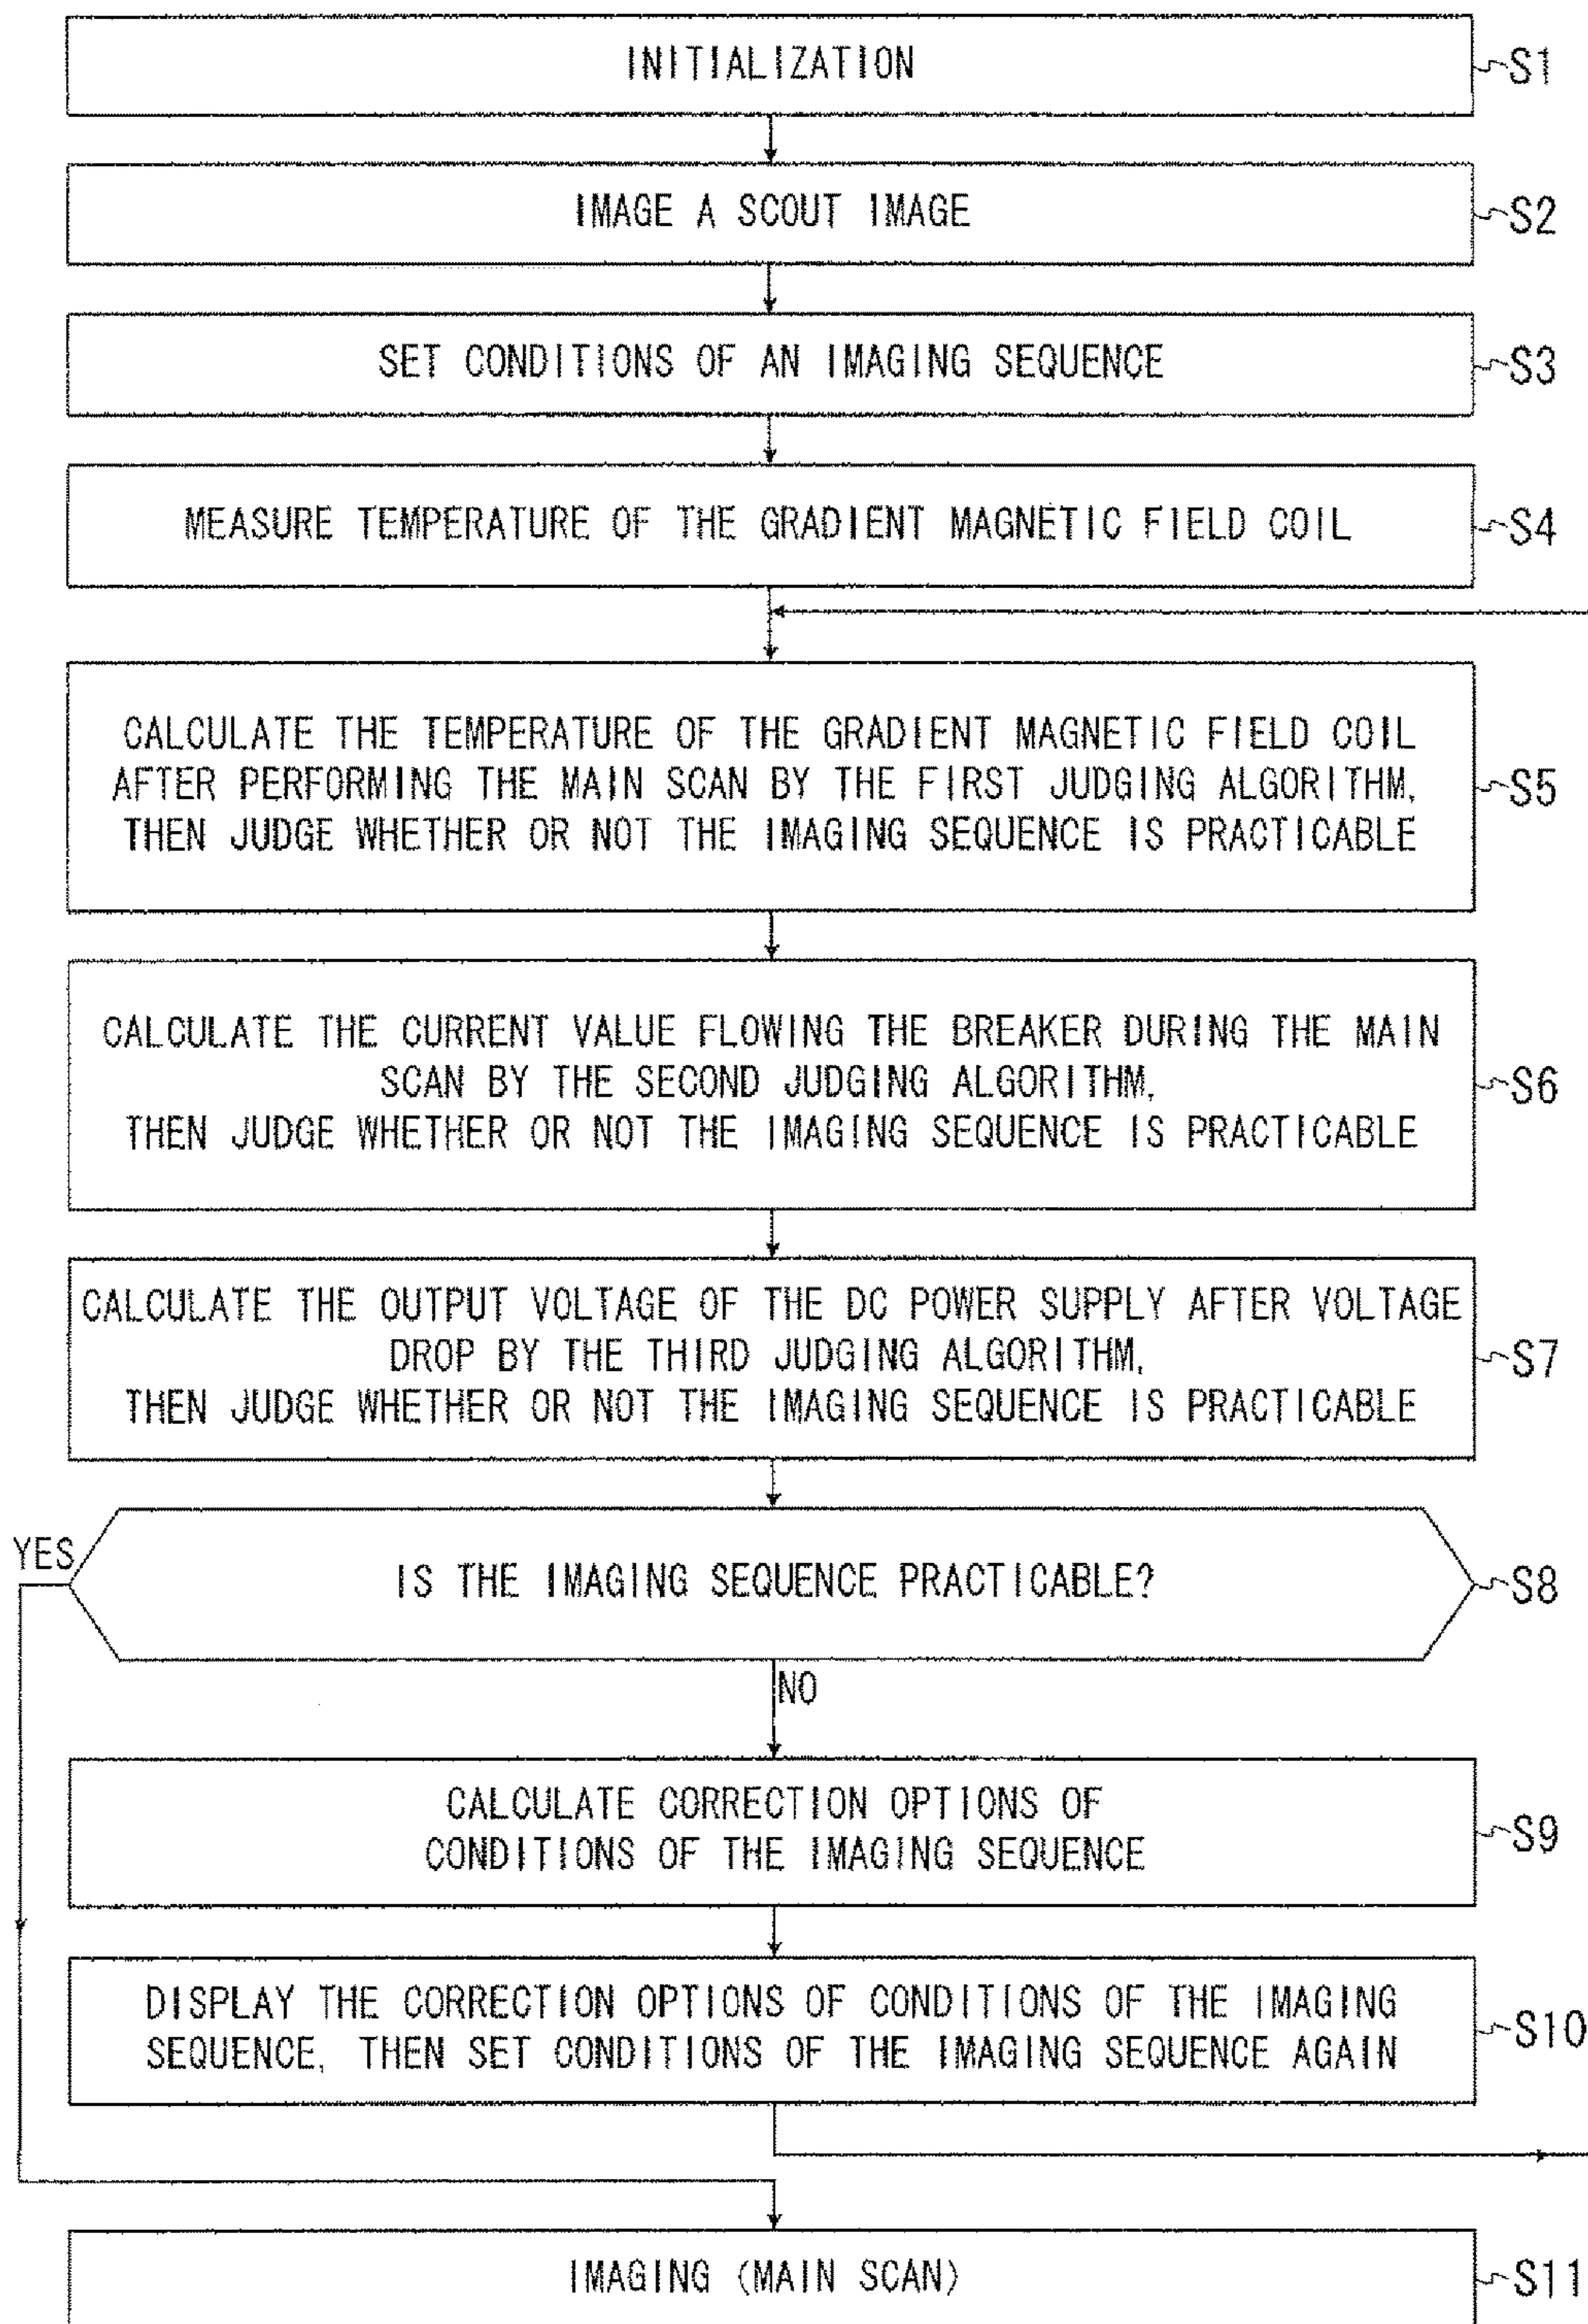 INITIALIZATION
S1
IMAGE A SCOUT IMAGE
S2
SET CONDITIONS OF AN IMAGING SEQUENCE
S3
MEASURE TEMPERATURE OF THE GRADIENT MAGNETIC FIELD COIL
S4
CALCULATE THE TEMPERATURE OF THE GRADIENT MAGNETIC FIELD COIL
AFTER PERFORMING THE MAIN SCAN BY THE FIRST JUDGING ALGORITHM,
THEN JUDGE WHETHER OR NOT THE IMAGING SEQUENCE IS PRACTICABLE
S5
CALCULATE THE CURRENT VALUE FLOWING THE BREAKER DURING THE MAIN
SCAN BY THE SECOND JUDGING ALGORITHM,
THEN JUDGE WHETHER OR NOT THE IMAGING SEQUENCE IS PRACTICABLE
S6
CALCULATE THE OUTPUT VOLTAGE OF THE DC POWER SUPPLY AFTER VOLTAGE
DROP BY THE THIRD JUDGING ALGORITHM,
THEN JUDGE WHETHER OR NOT THE IMAGING SEQUENCE IS PRACTICABLE
S7
YES
IS THE IMAGING SEQUENCE PRACTICABLE?
S8
NO
CALCULATE CORRECTION OPTIONS OF
CONDITIONS OF THE IMAGING SEQUENCE
S9
DISPLAY THE CORRECTION OPTIONS OF CONDITIONS OF THE IMAGING
SEQUENCE, THEN SET CONDITIONS OF THE IMAGING SEQUENCE AGAIN
S10
IMAGING (MAIN SCAN)
S11